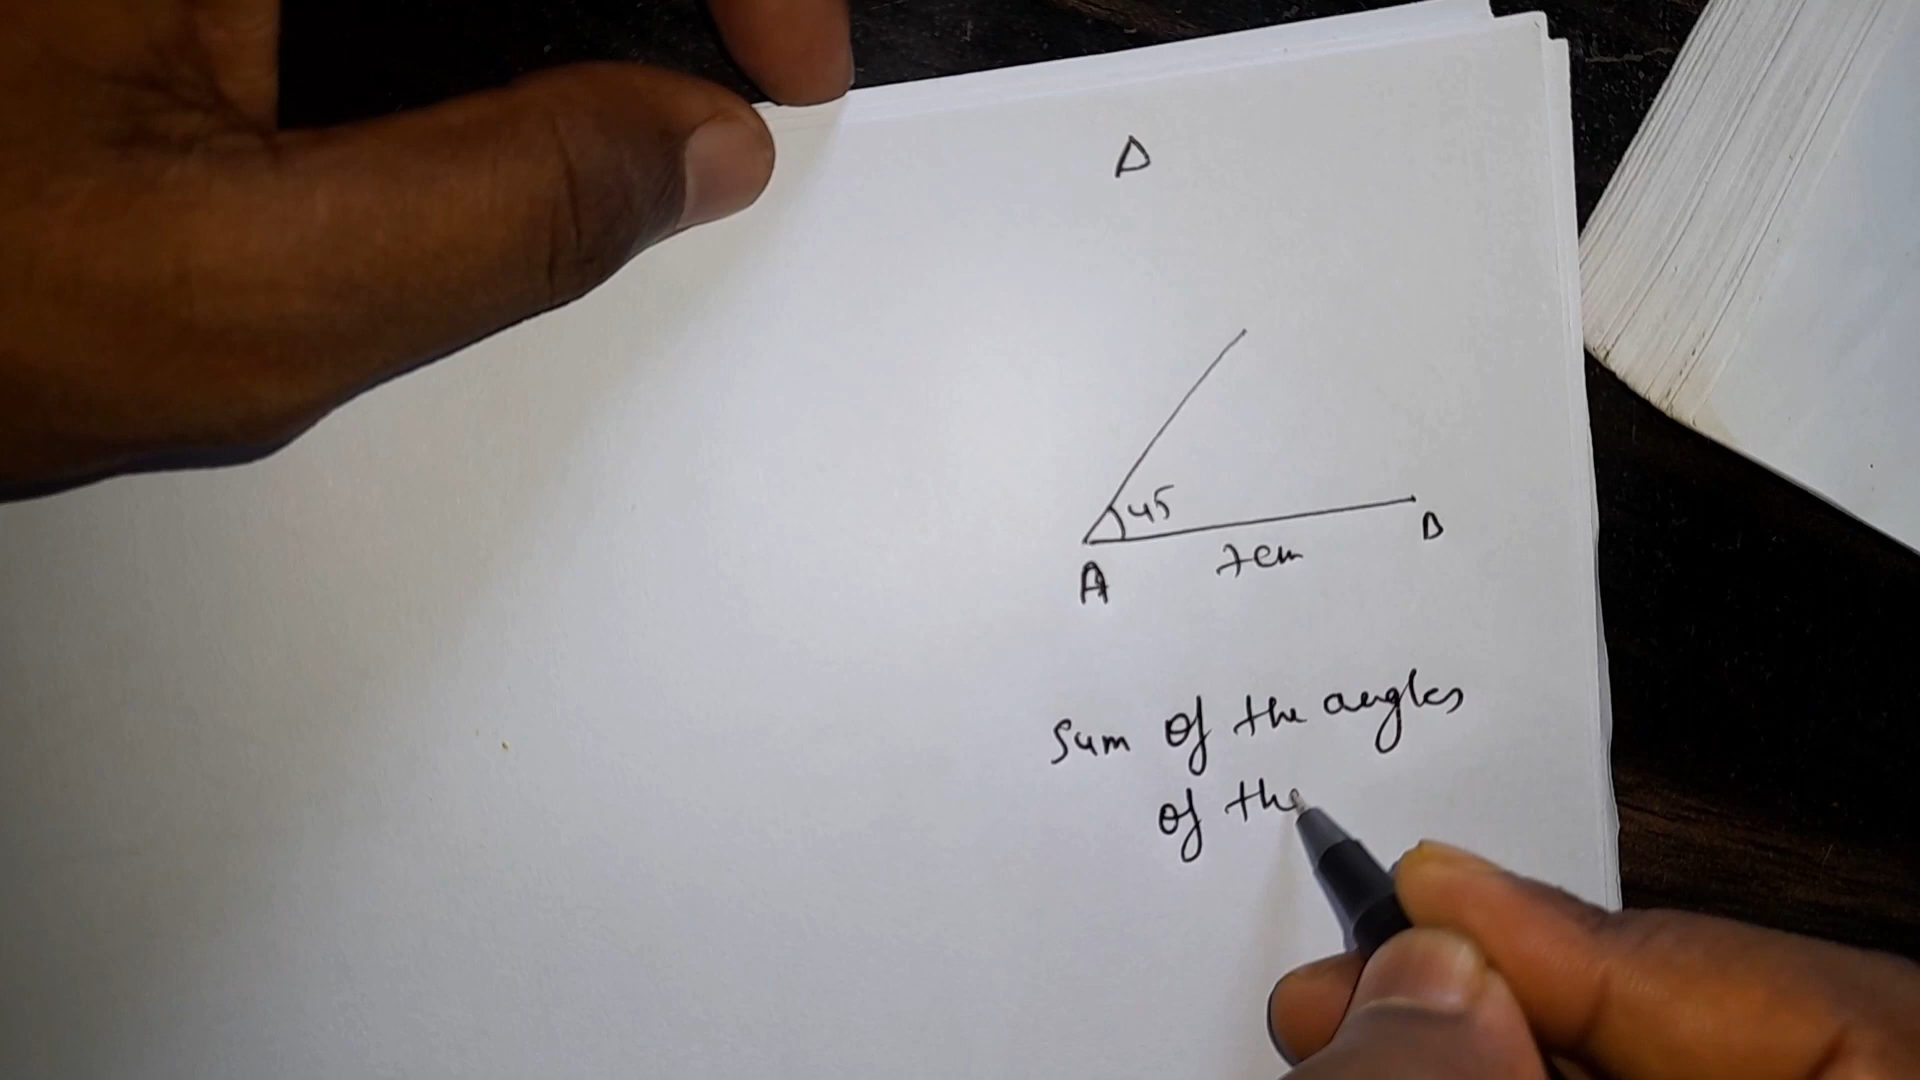 Δ
45
7cm
B
A
Sum of the angles
of the